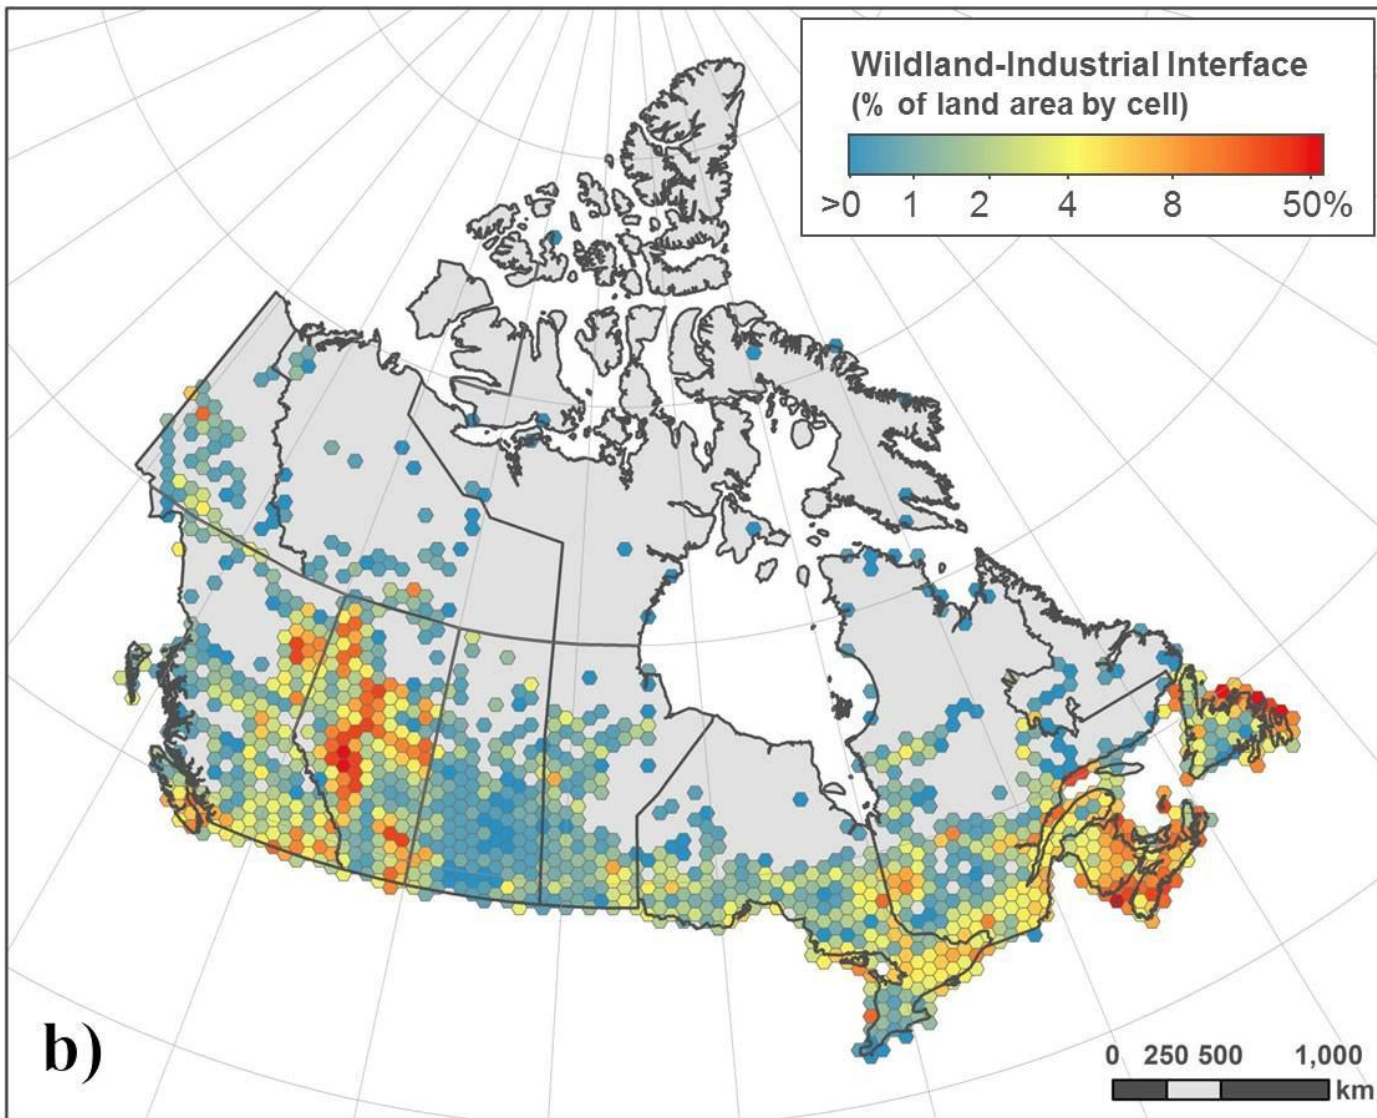 Wildland-Industrial Interface
(% of land area by cell)
>0 1 2 4 8 50%
b)
0 250 500 1,000
km